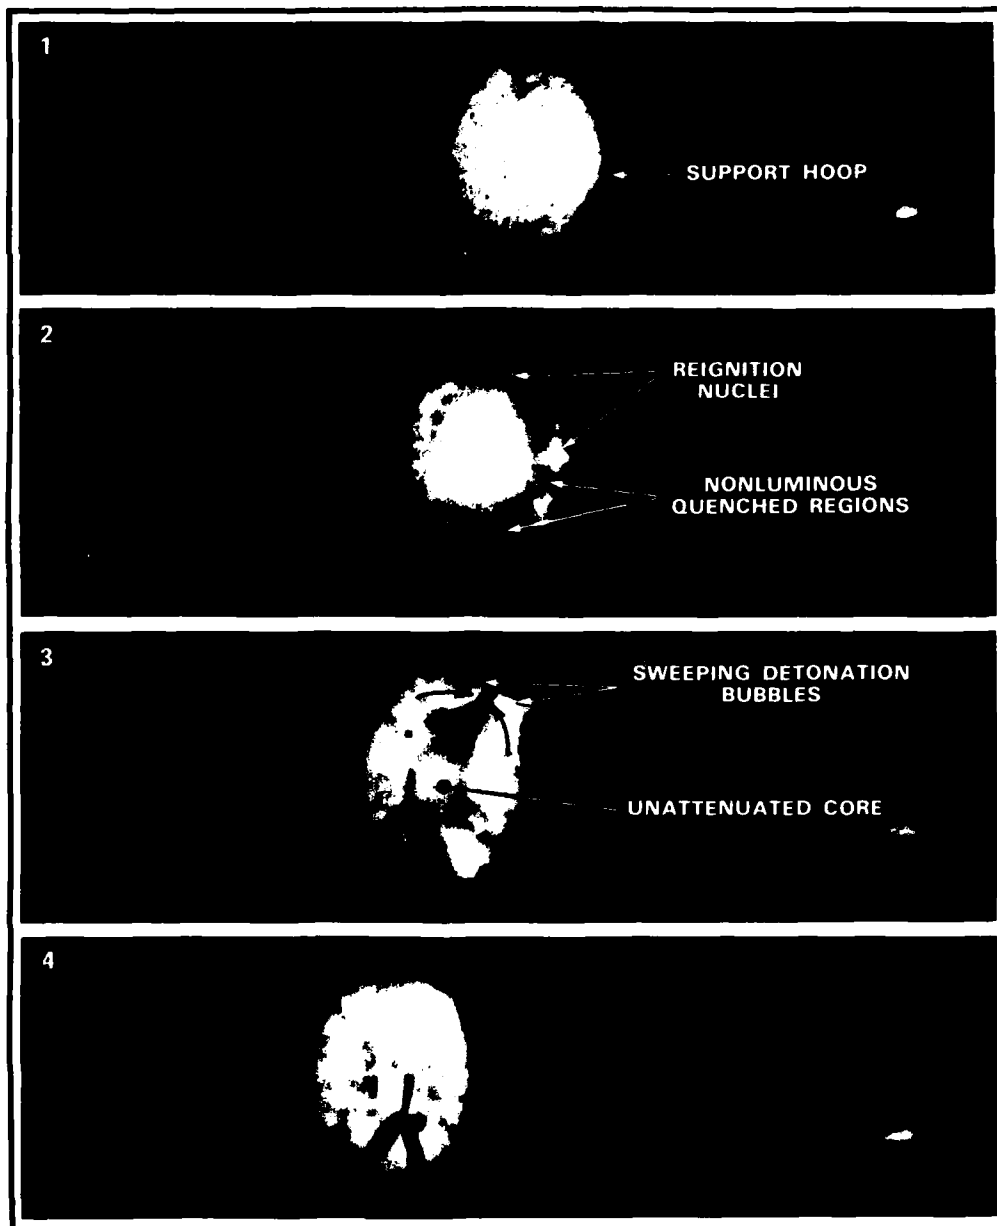 1
SUPPORT HOOP
2
REIGNITION
NUCLEI
NONLUMINOUS
QUENCHED REGIONS
3
SWEEPING DETONATION
BUBBLES
UNATTENUATED CORE
4